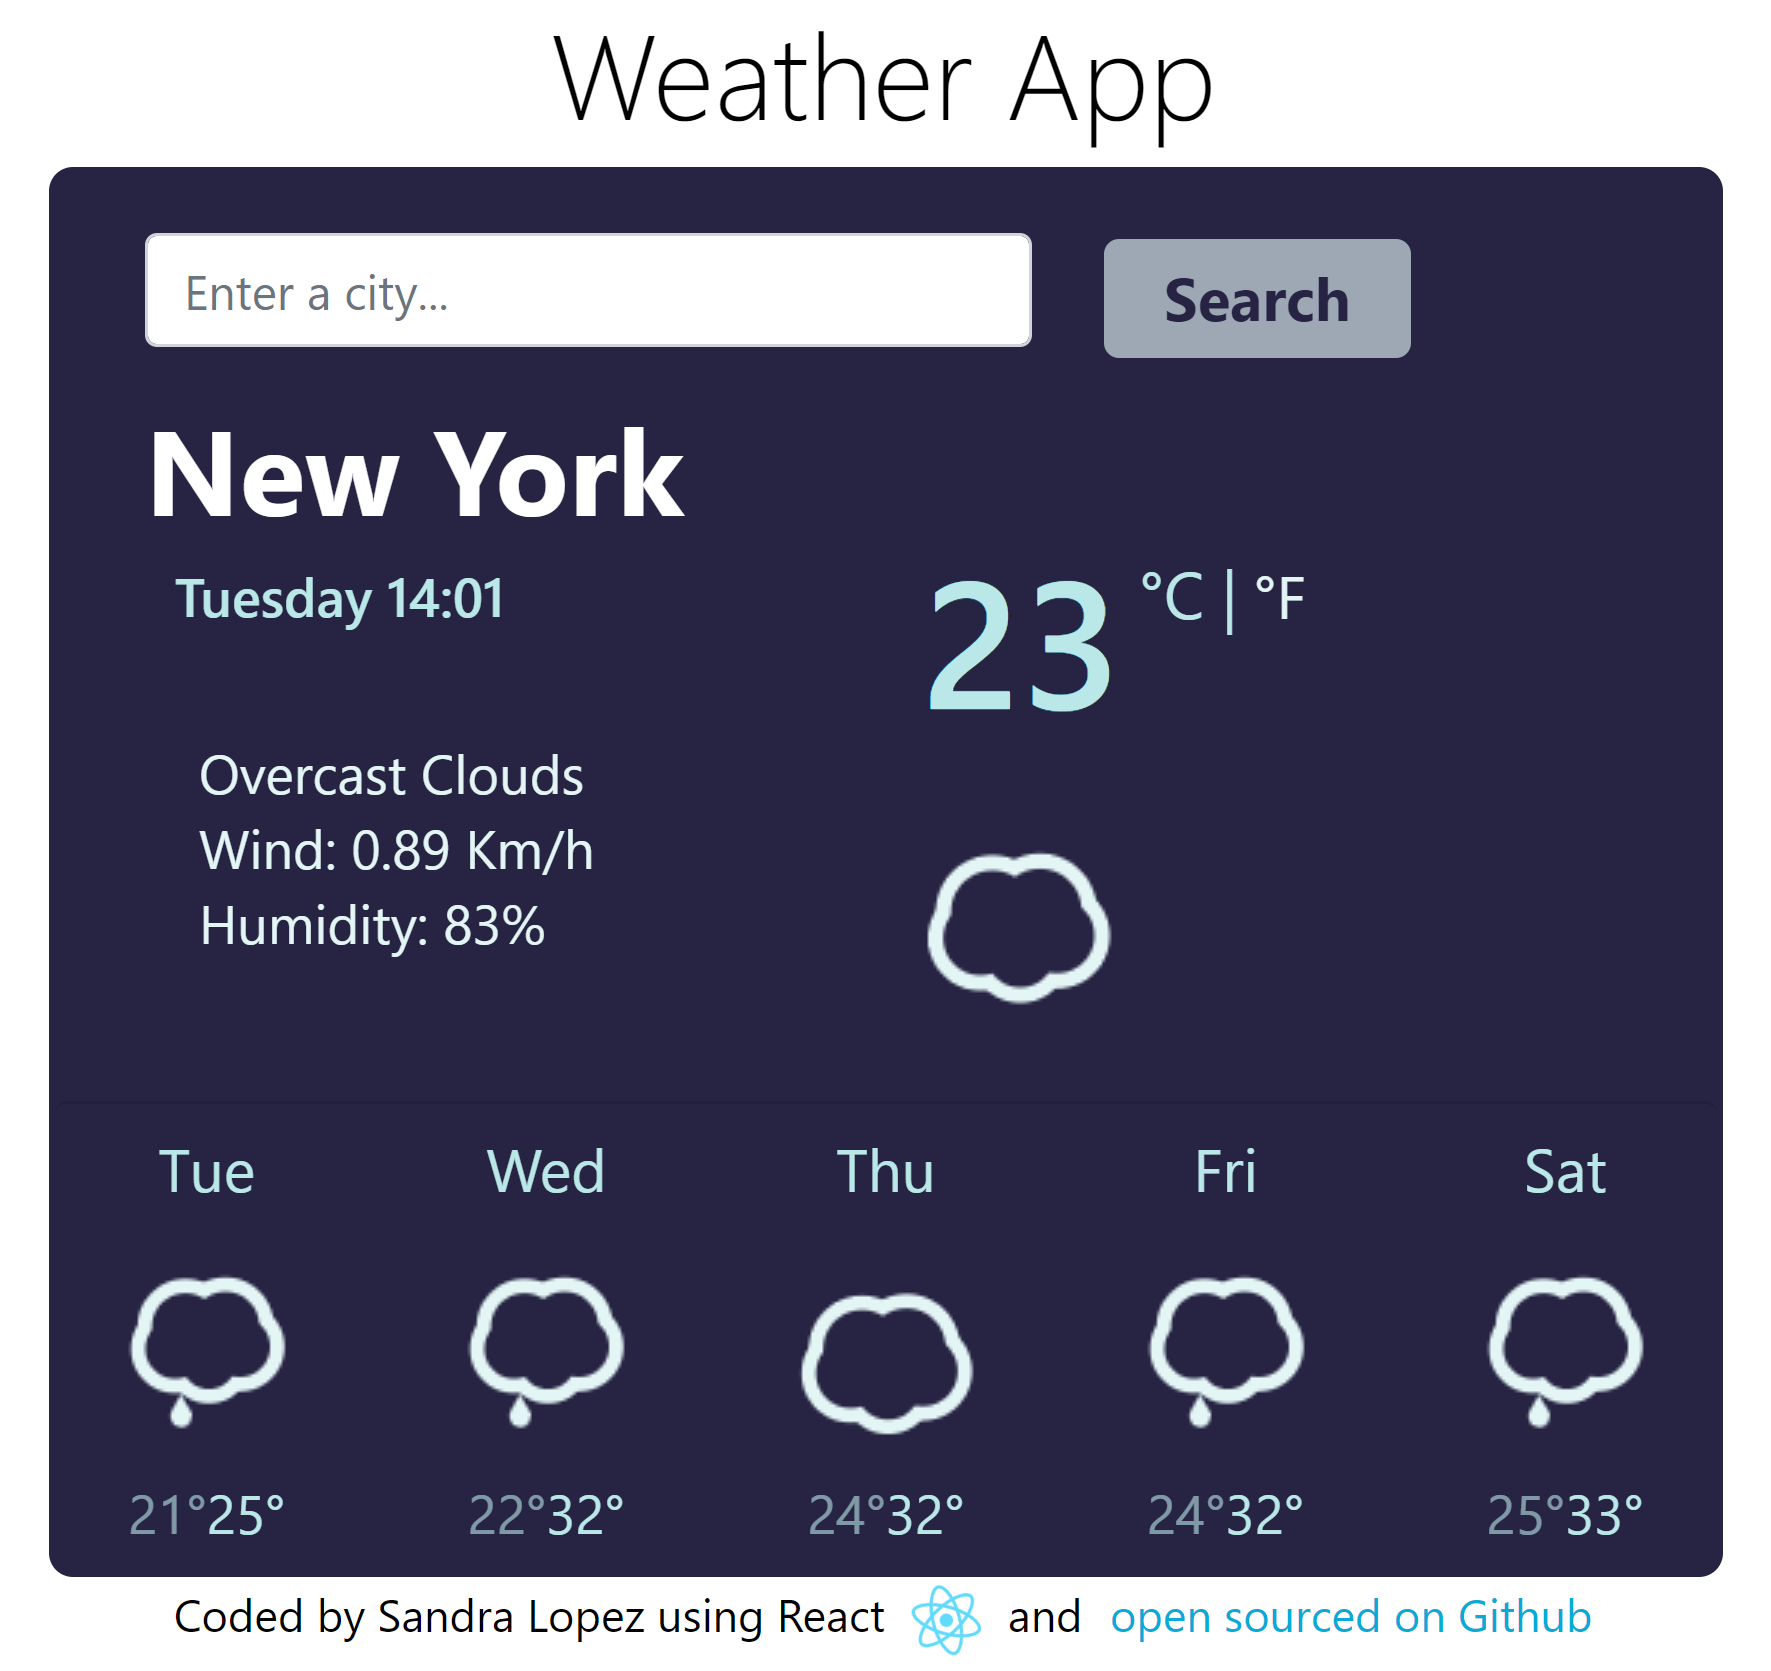 Weather App
Enter a city...
Search
New York
Tuesday 14:01
23 °C | °F
Overcast Clouds
Wind: 0.89 Km/h
Humidity: 83%
Tue Wed Thu Fri Sat
21°25° 22°32° 24°32° 24°32° 25°33°
Coded by Sandra Lopez using React and open sourced on Github